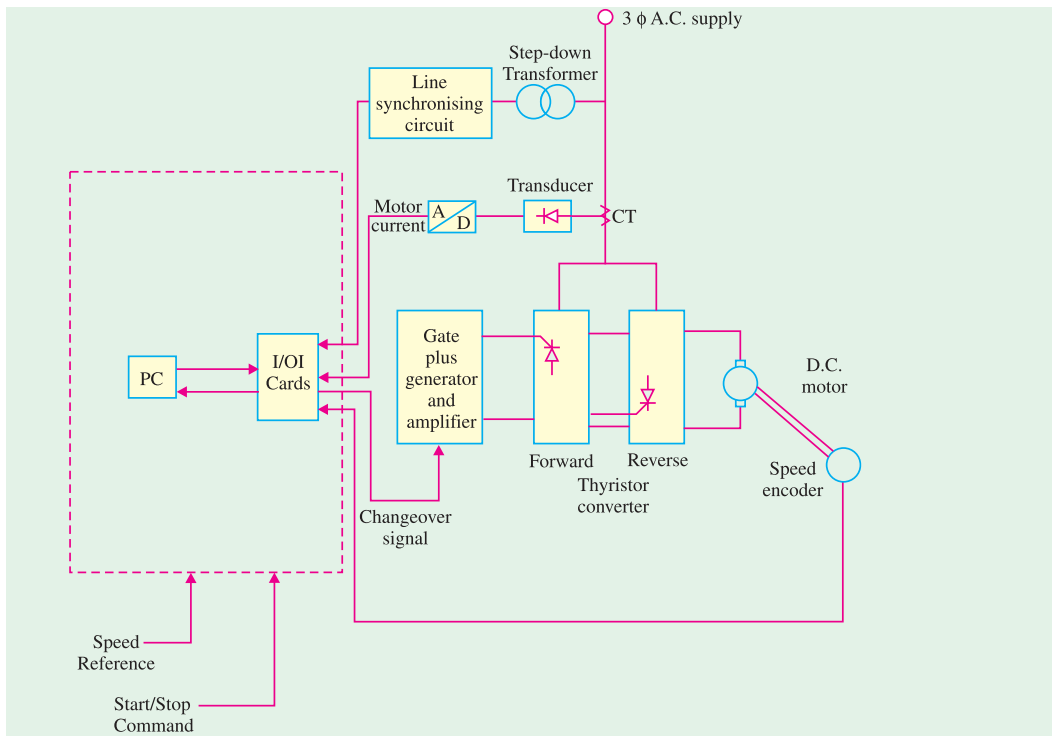 3 ϕ A.C. supply
Step-down
Transformer
Line
synchronising
circuit
Transducer
Motor
current
A
D
CT
PC
I/OI
Cards
Gate
plus
generator
and
amplifier
D.C.
motor
Forward
Reverse
Thyristor
converter
Speed
encoder
Changeover
signal
Speed
Reference
Start/Stop
Command